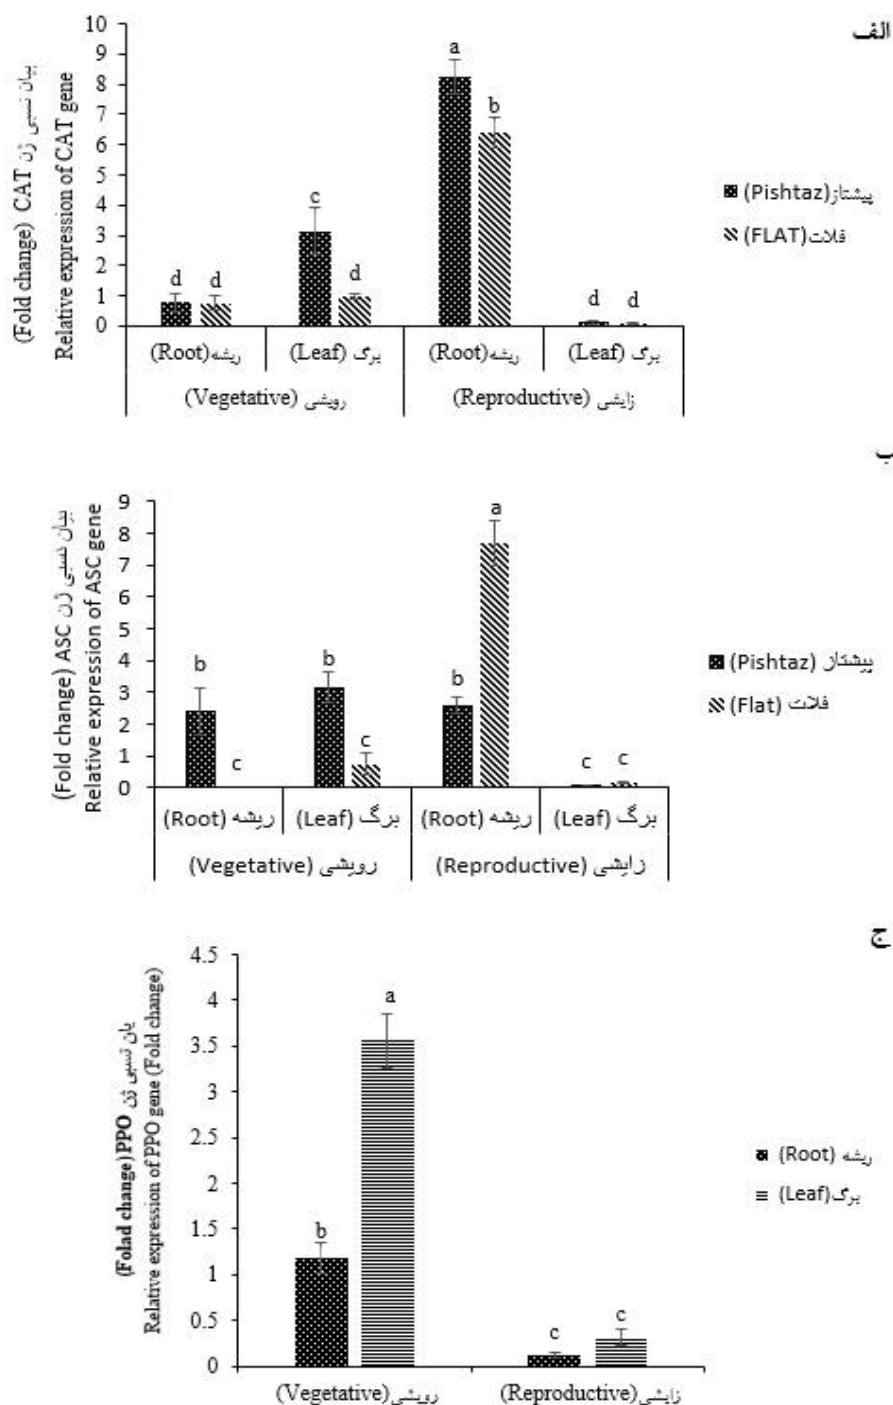 الف
بیان نسبی ژن CAT (Fold change)
Relative expression of CAT gene
10
9
8
7
6
5
4
3
2
1
0
a
b
c
d
d
d
d
d
پیشتاز(Pishtaz)
فلات(FLAT)
ریشه(Root)
برگ (Leaf)
ریشه(Root)
برگ (Leaf)
رویشی (Vegetative)
زایشی (Reproductive)
ب
بیان نسبی ژن ASC (Fold change)
Relative expression of ASC gene
9
8
7
6
5
4
3
2
1
0
b
c
b
c
b
a
c
c
پیشتاز (Pishtaz)
فلات (Flat)
ریشه (Root)
برگ (Leaf)
ریشه (Root)
برگ (Leaf)
رویشی (Vegetative)
زایشی (Reproductive)
ج
یان نسبی ژن PPO (Folad change)
Relative expression of PPO gene (Fold change)
4.5
4
3.5
3
2.5
2
1.5
1
0.5
0
b
a
c
c
ریشه (Root)
برگ(Leaf)
رویشی(Vegetative)
زایشی(Reproductive)